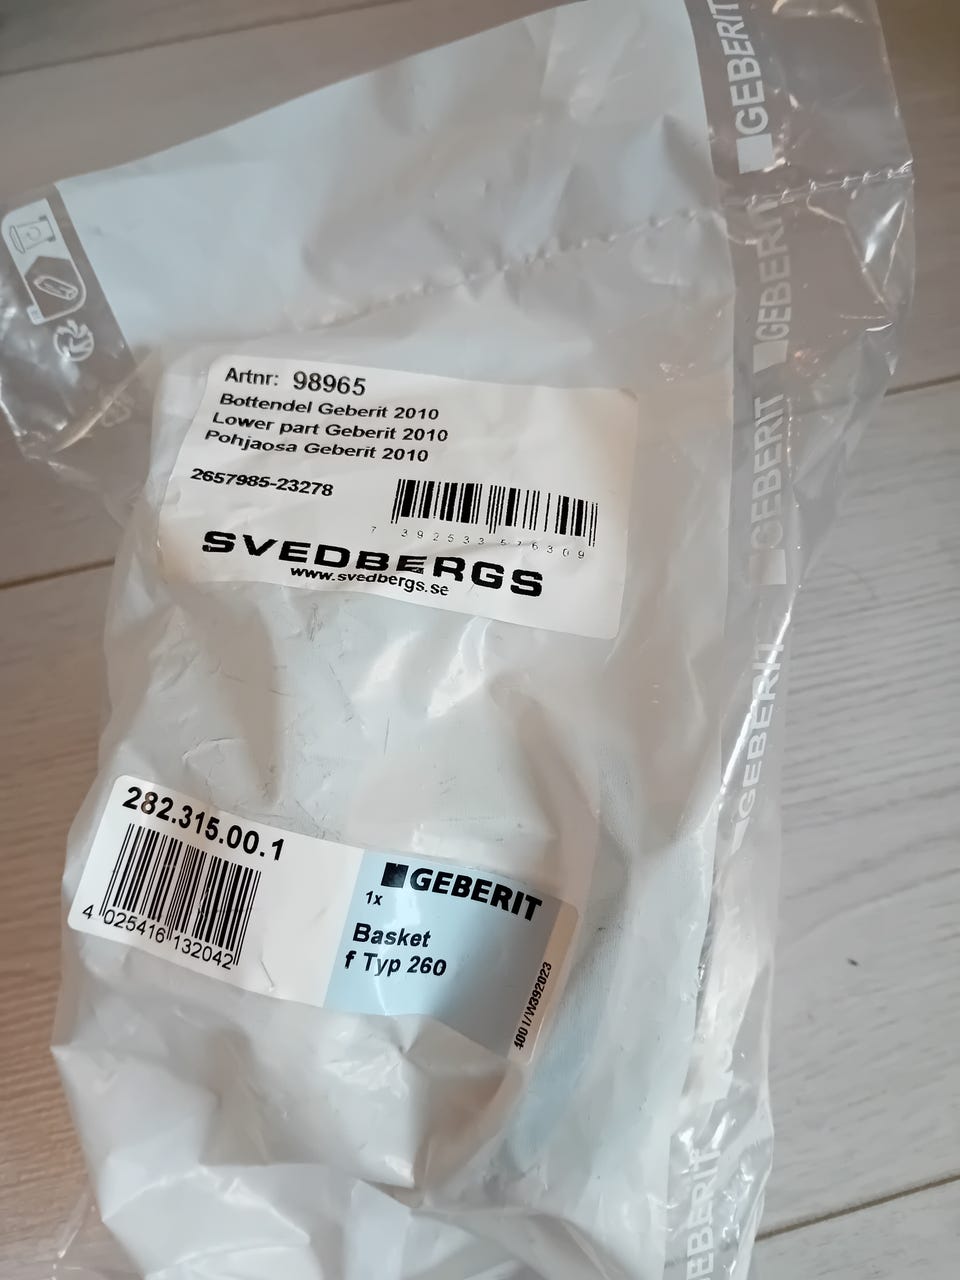 GEBERIT
GEBERIT
GEBERIT
GEBERIT
Artnr: 98965
Bottendel Geberit 2010
Lower part Geberit 2010
Pohjaosa Geberit 2010
2657985-23278
7 392533 576309
SVEDBERGS
www.svedbergs.se
282.315.00.1
4 025416 132042
GEBERIT
1x
Basket
f Typ 260
400 I/W392023
EBERIT